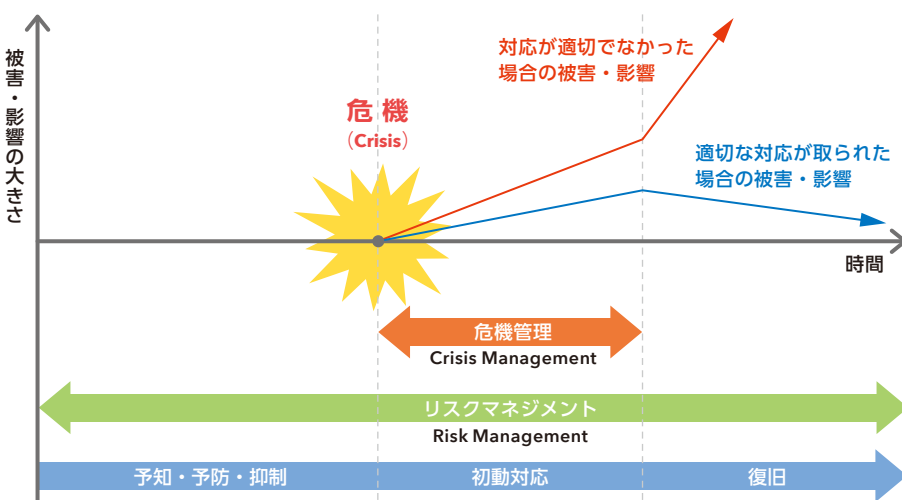 被害・影響の大きさ
対応が適切でなかった
場合の被害・影響
危機
(Crisis)
適切な対応が取られた
場合の被害・影響
時間
危機管理
Crisis Management
リスクマネジメント
Risk Management
予知・予防・抑制
初動対応
復旧